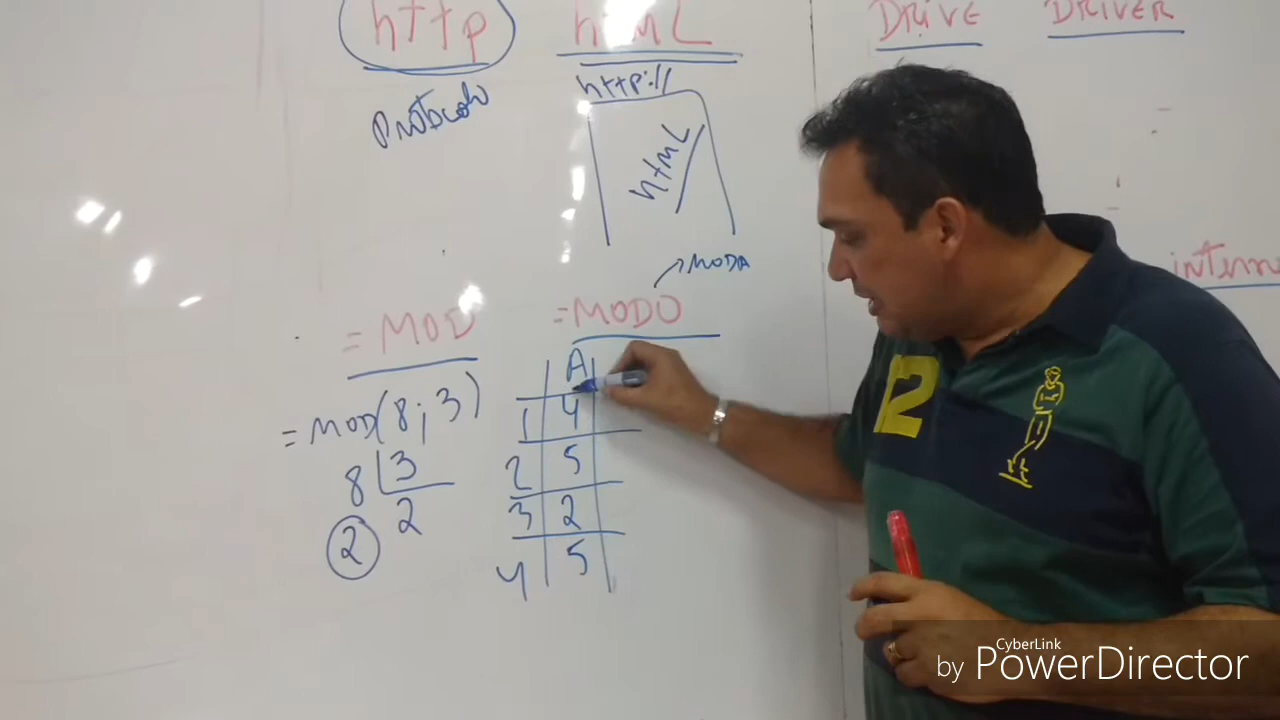 http
html
DRIVE
DRIVER
Protocolo
http://
html
MODA
intern
=MOD
=MODO
=MOD(8;3)
8 3
2
2
A
1 4
2 5
3 2
4 5
12
CyberLink
by PowerDirector